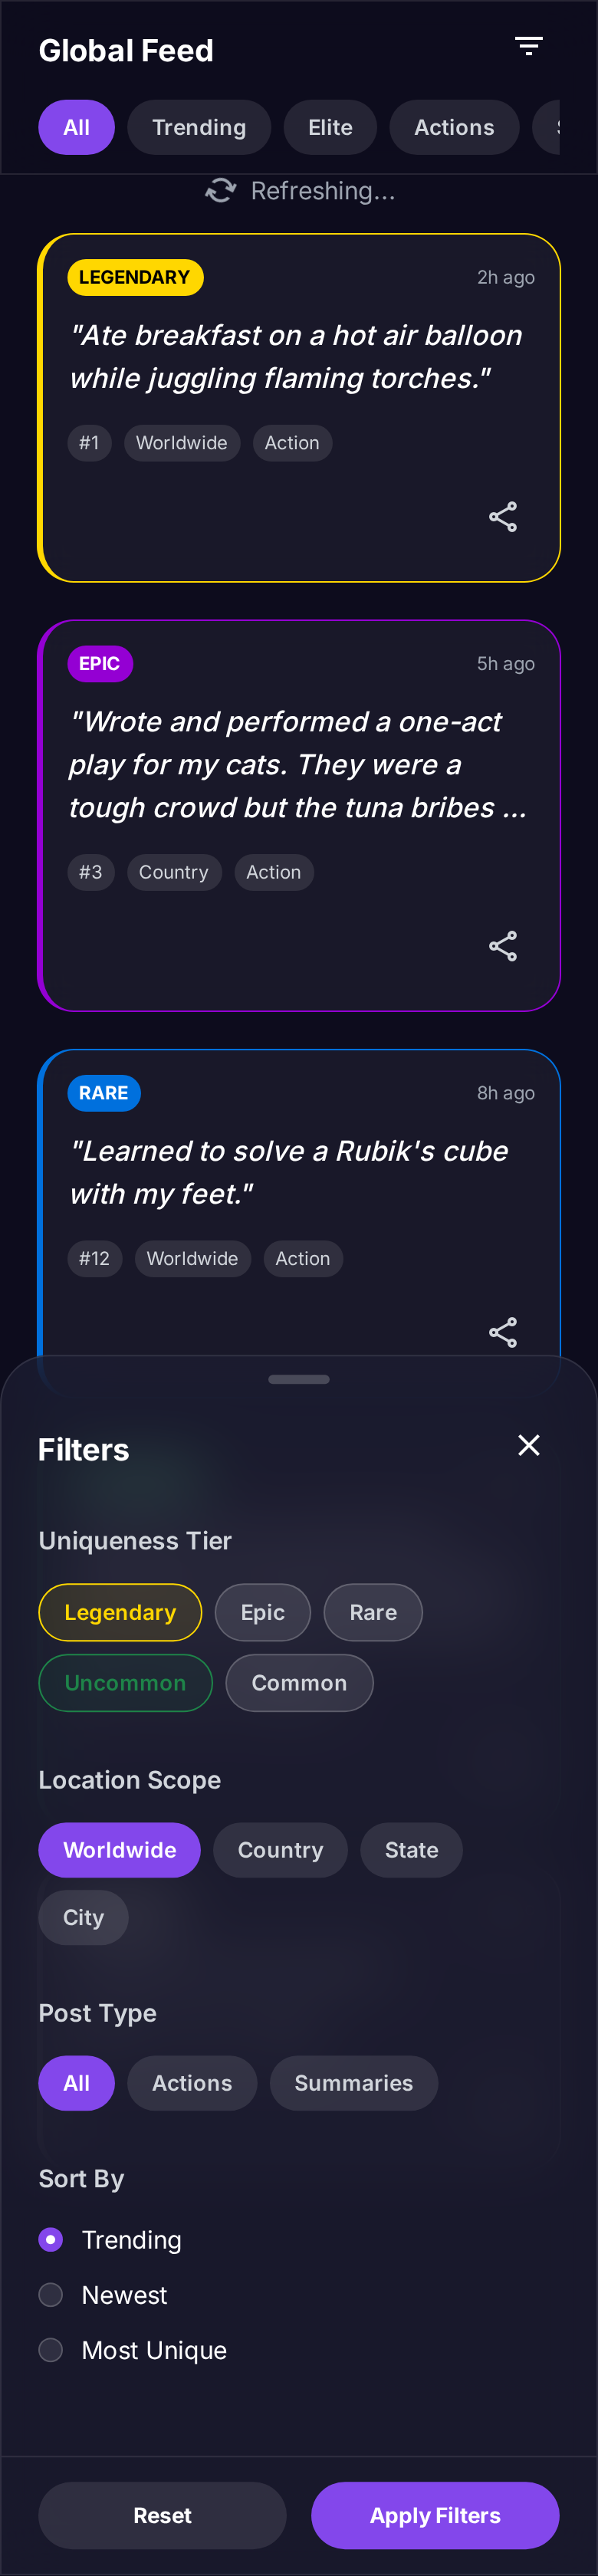 Global Feed
All Trending Elite Actions
Refreshing...
LEGENDARY 2h ago
"Ate breakfast on a hot air balloon
while juggling flaming torches."
#1 Worldwide Action
EPIC 5h ago
"Wrote and performed a one-act
play for my cats. They were a
tough crowd but the tuna bribes ...
#3 Country Action
RARE 8h ago
"Learned to solve a Rubik's cube
with my feet."
#12 Worldwide Action
Filters
Uniqueness Tier
Legendary Epic Rare
Uncommon Common
Location Scope
Worldwide Country State
City
Post Type
All Actions Summaries
Sort By
Trending
Newest
Most Unique
Reset Apply Filters